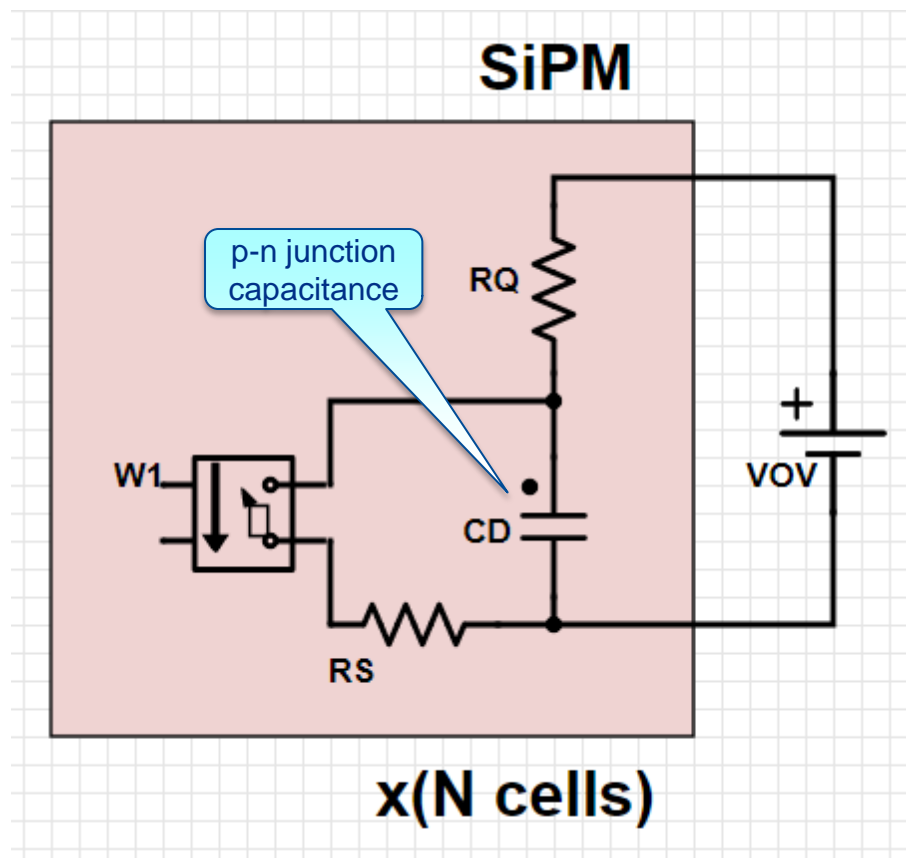 SiPM
p-n junction
capacitance
RQ
+
W1
VOV
CD
RS
x(N cells)